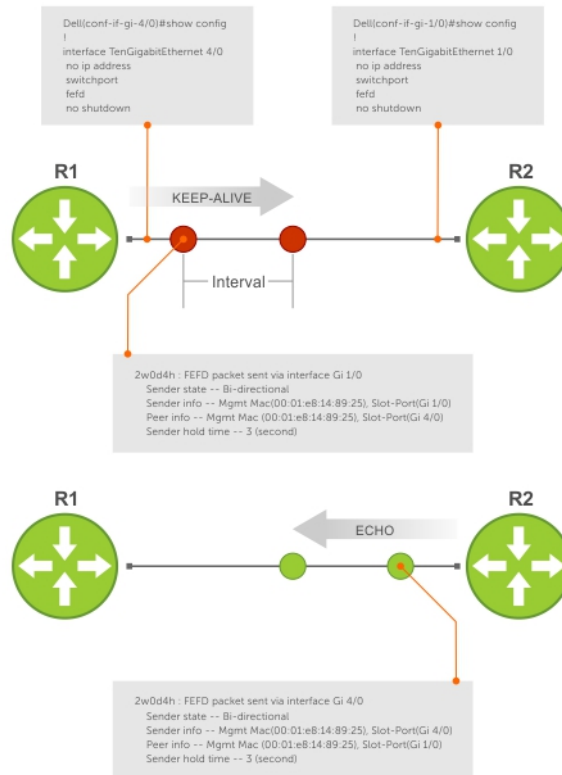 Dell(conf-if-gi-4/0)#show config
!
interface TenGigabitEthernet 4/0
no ip address
switchport
fefd
no shutdown
Dell(conf-if-gi-1/0)#show config
!
interface TenGigabitEthernet 1/0
no ip address
switchport
fefd
no shutdown
R1
R2
KEEP-ALIVE
Interval
2w0d4h : FEFD packet sent via interface Gi 1/0
Sender state -- Bi-directional
Sender info -- Mgmt Mac(00:01:e8:14:89:25), Slot-Port(Gi 1/0)
Peer info -- Mgmt Mac (00:01:e8:14:89:25), Slot-Port(Gi 4/0)
Sender hold time -- 3 (second)
R1
R2
ECHO
2w0d4h : FEFD packet sent via interface Gi 4/0
Sender state -- Bi-directional
Sender info -- Mgmt Mac(00:01:e8:14:89:25), Slot-Port(Gi 4/0)
Peer info -- Mgmt Mac (00:01:e8:14:89:25), Slot-Port(Gi 1/0)
Sender hold time -- 3 (second)